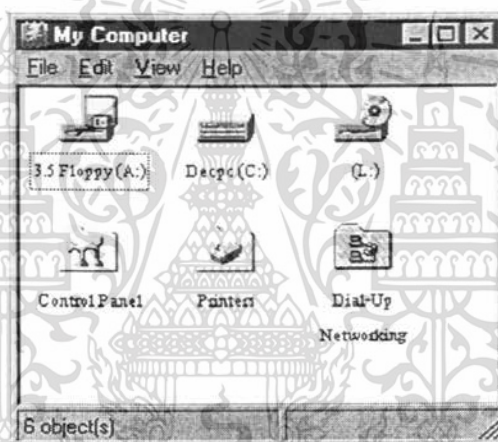 My Computer
File Edit View Help
3.5 Floppy (A:) Decpc (C:) (L:)
Control Panel Printers Dial-Up
Networking
6 object(s)